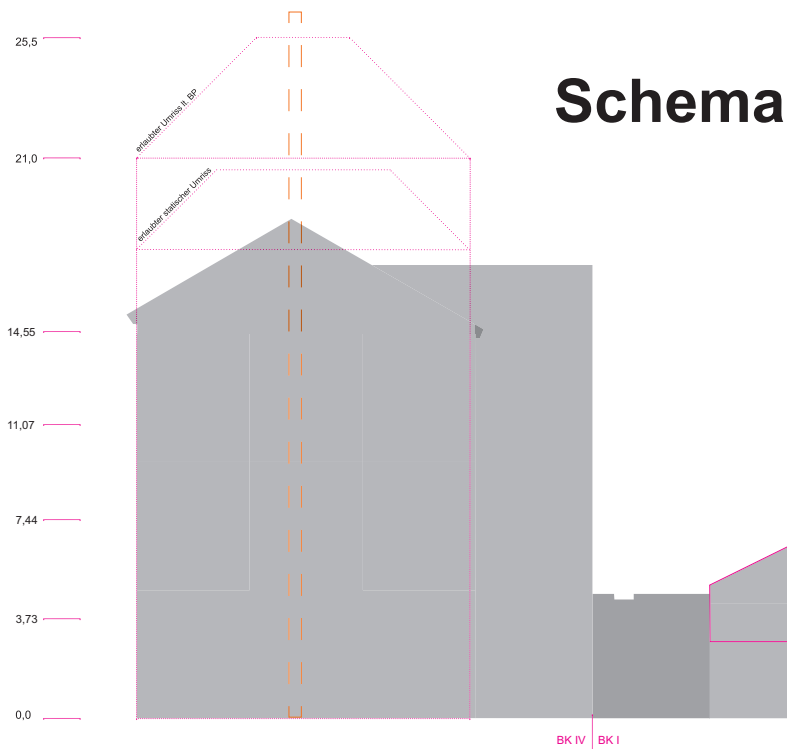 25,5
Schema
erlaubter Umriss lt. BP
21,0
erlaubter statischer Umriss
14,55
11,07
7,44
3,73
0,0
BK IV BK I